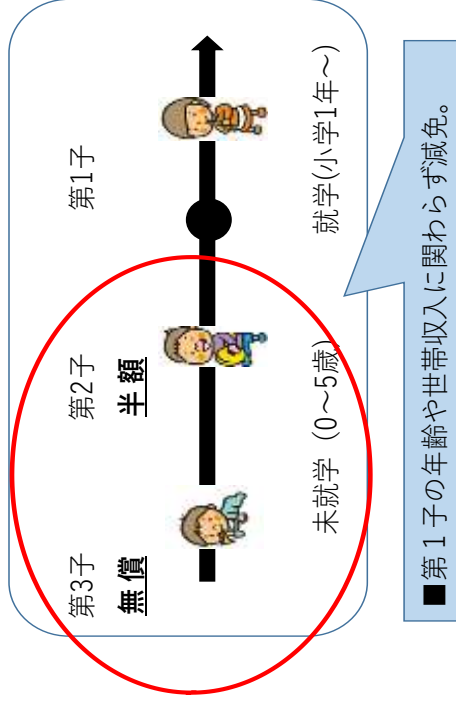 第3子
第2子
第1子
無償
半額
未就学（0～5歳）
就学(小学1年～)
■第１子の年齢や世帯収入に関わらず減免。